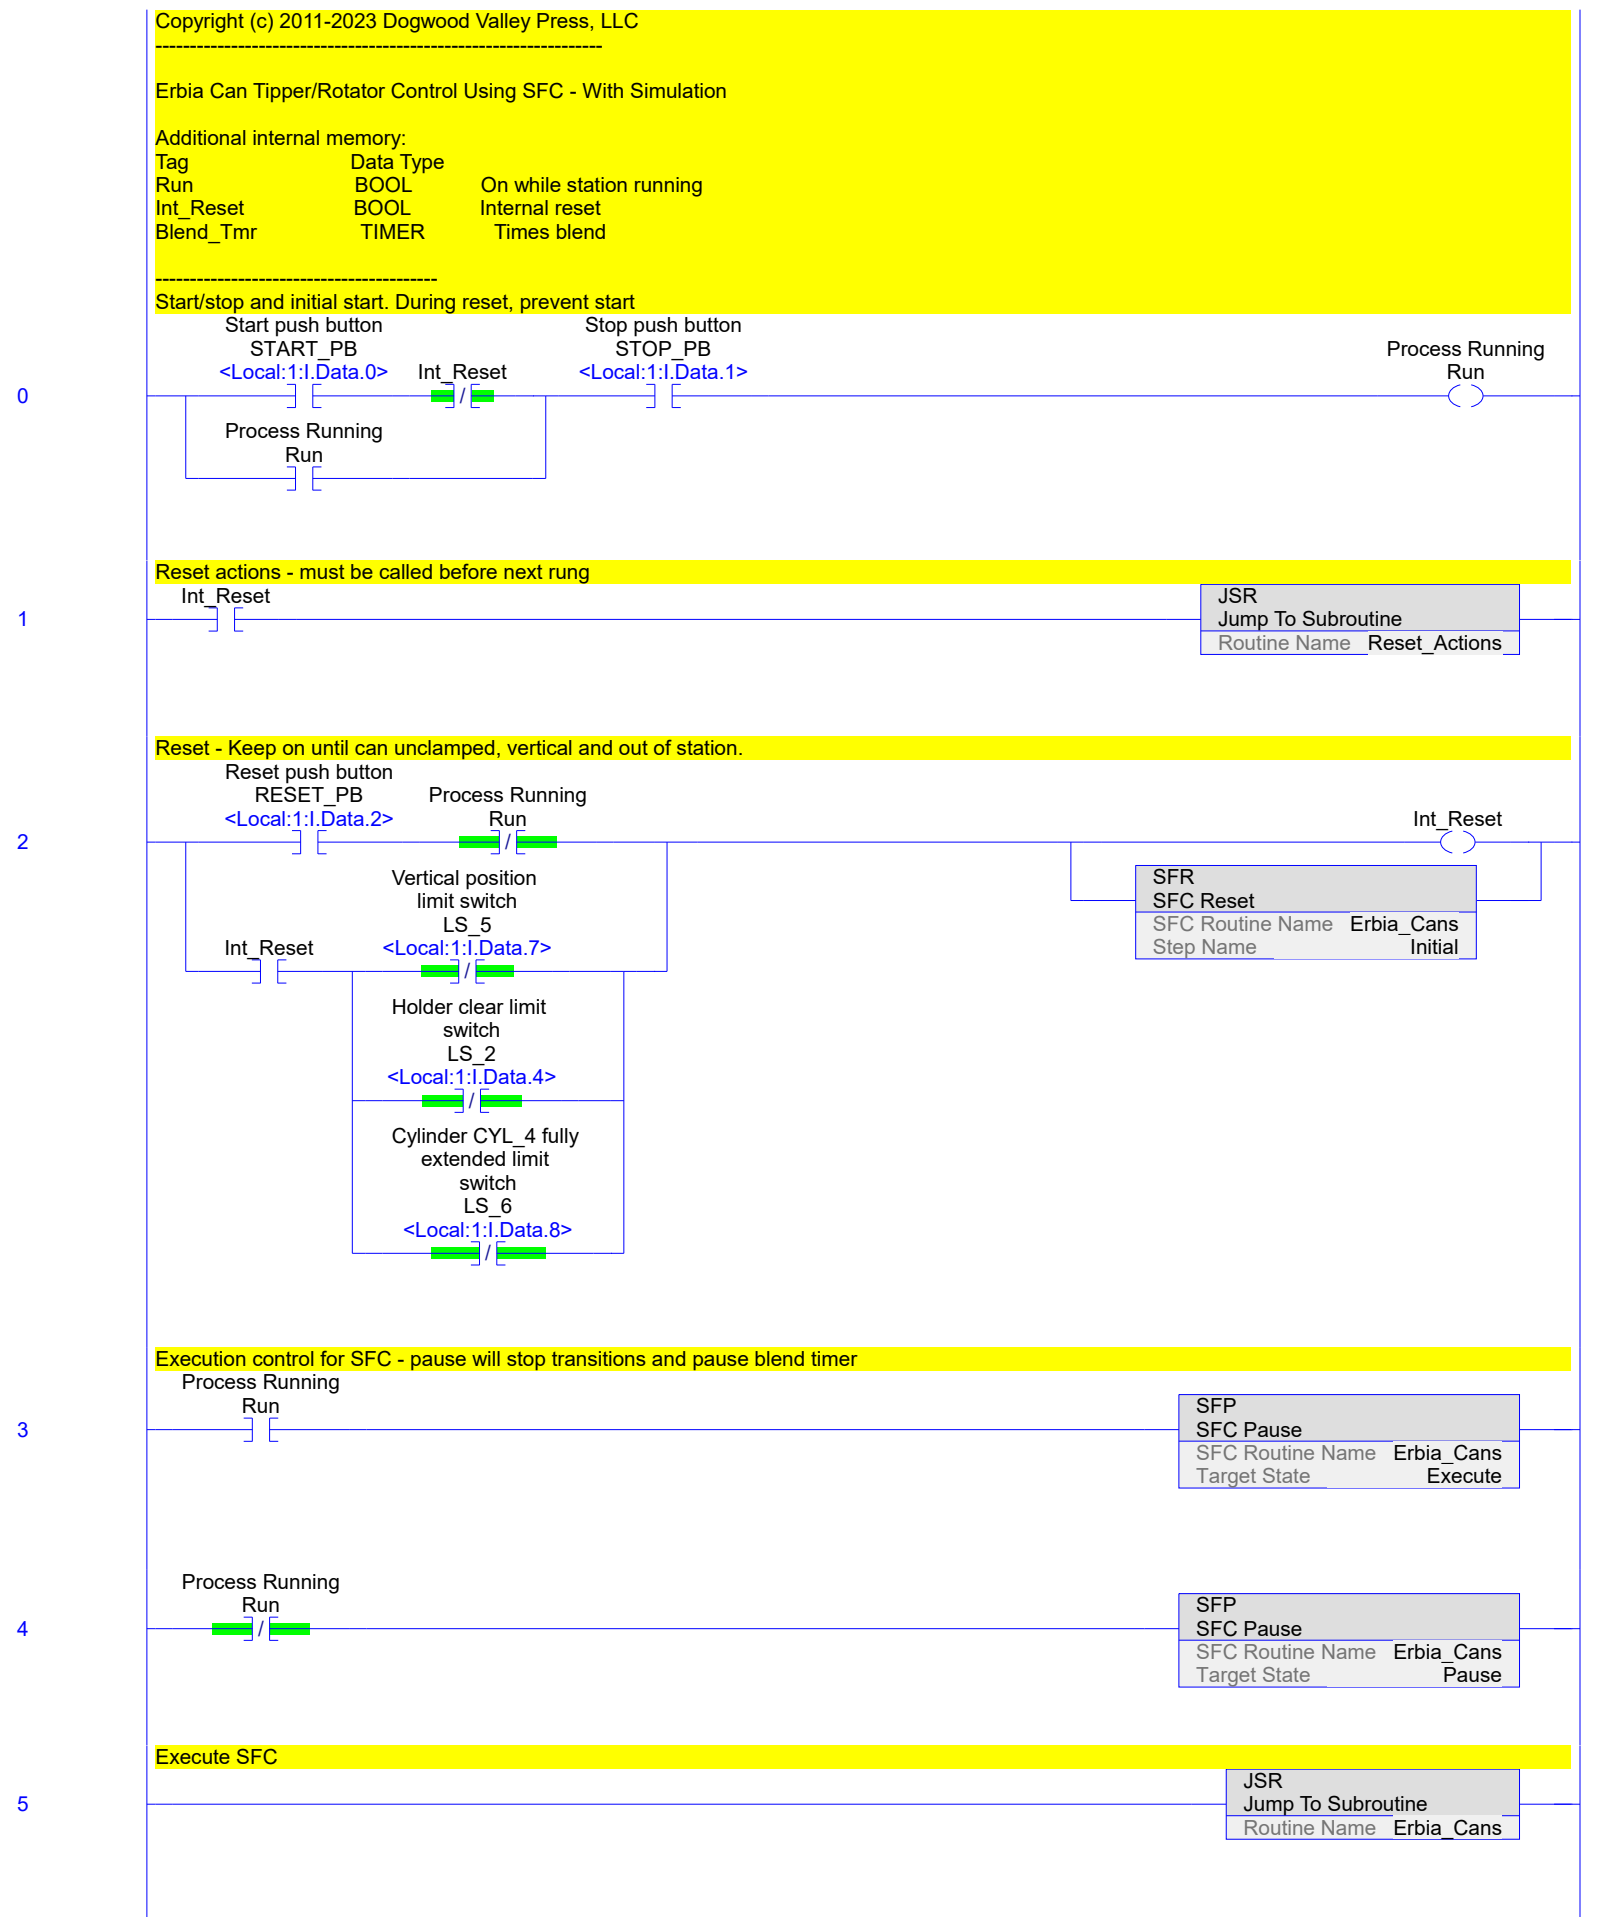 Copyright (c) 2011-2023 Dogwood Valley Press, LLC
-----------------------------------------------------------------
Erbia Can Tipper/Rotator Control Using SFC - With Simulation
Additional internal memory:
Tag Data Type
Run BOOL On while station running
Int_Reset BOOL Internal reset
Blend_Tmr TIMER Times blend
-----------------------------------------
Start/stop and initial start. During reset, prevent start
Start push button
START_PB
<Local:1:I.Data.0>
Int_Reset
/
Stop push button
STOP_PB
<Local:1:I.Data.1>
Process Running
Run
0
Process Running
Run
Reset actions - must be called before next rung
Int_Reset
1
JSR
Jump To Subroutine
Routine Name Reset_Actions
Reset - Keep on until can unclamped, vertical and out of station.
Reset push button
RESET_PB
<Local:1:I.Data.2>
Process Running
Run
/
Int_Reset
2
SFR
SFC Reset
SFC Routine Name Erbia_Cans
Step Name Initial
Int_Reset
Vertical position
limit switch
LS_5
<Local:1:I.Data.7>
/
Holder clear limit
switch
LS_2
<Local:1:I.Data.4>
/
Cylinder CYL_4 fully
extended limit
switch
LS_6
<Local:1:I.Data.8>
/
Execution control for SFC - pause will stop transitions and pause blend timer
Process Running
Run
3
SFP
SFC Pause
SFC Routine Name Erbia_Cans
Target State Execute
Process Running
Run
/
4
SFP
SFC Pause
SFC Routine Name Erbia_Cans
Target State Pause
Execute SFC
5
JSR
Jump To Subroutine
Routine Name Erbia_Cans